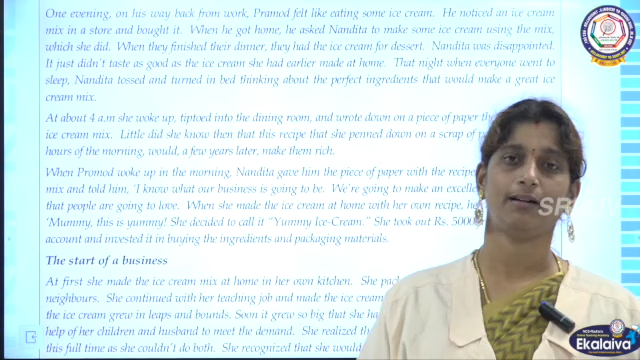 One evening, on his way back from work, Pramod felt like eating some ice cream. He noticed an ice cream
mix in a store and bought it. When he got home, he asked Nandita to make some ice cream using the mix,
which she did. When they finished their dinner, they had the ice cream for dessert. Nandita was disappointed.
It just didn't taste as good as the ice cream she had earlier made at home. That night when everyone went to
sleep, Nandita tossed and turned in bed thinking about the perfect ingredients that would make a great ice
cream mix.
At about 4 a.m she woke up, tiptoed into the dining room, and wrote down on a piece of paper the
ice cream mix. Little did she know then that this recipe that she penned down on a scrap of
hours of the morning, would, a few years later, make them rich.
When Promod woke up in the morning, Nandita gave him the piece of paper with the recipe
mix and told him, 'I know what our business is going to be. We're going to make an excelle
that people are going to love. When she made the ice cream at home with her own recipe, he
'Mummy, this is yummy! She decided to call it "Yummy Ice-Cream." She took out Rs. 5000
account and invested it in buying the ingredients and packaging materials.
The start of a business
At first she made the ice cream mix at home in her own kitchen. She pack
neighbours. She continued with her teaching job and made the ice cream
the ice cream grew in leaps and bounds. Soon it grew so big that she ha
help of her children and husband to meet the demand. She realized th
this full time as she couldn't do both. She recognized that she would
Ekalaiva